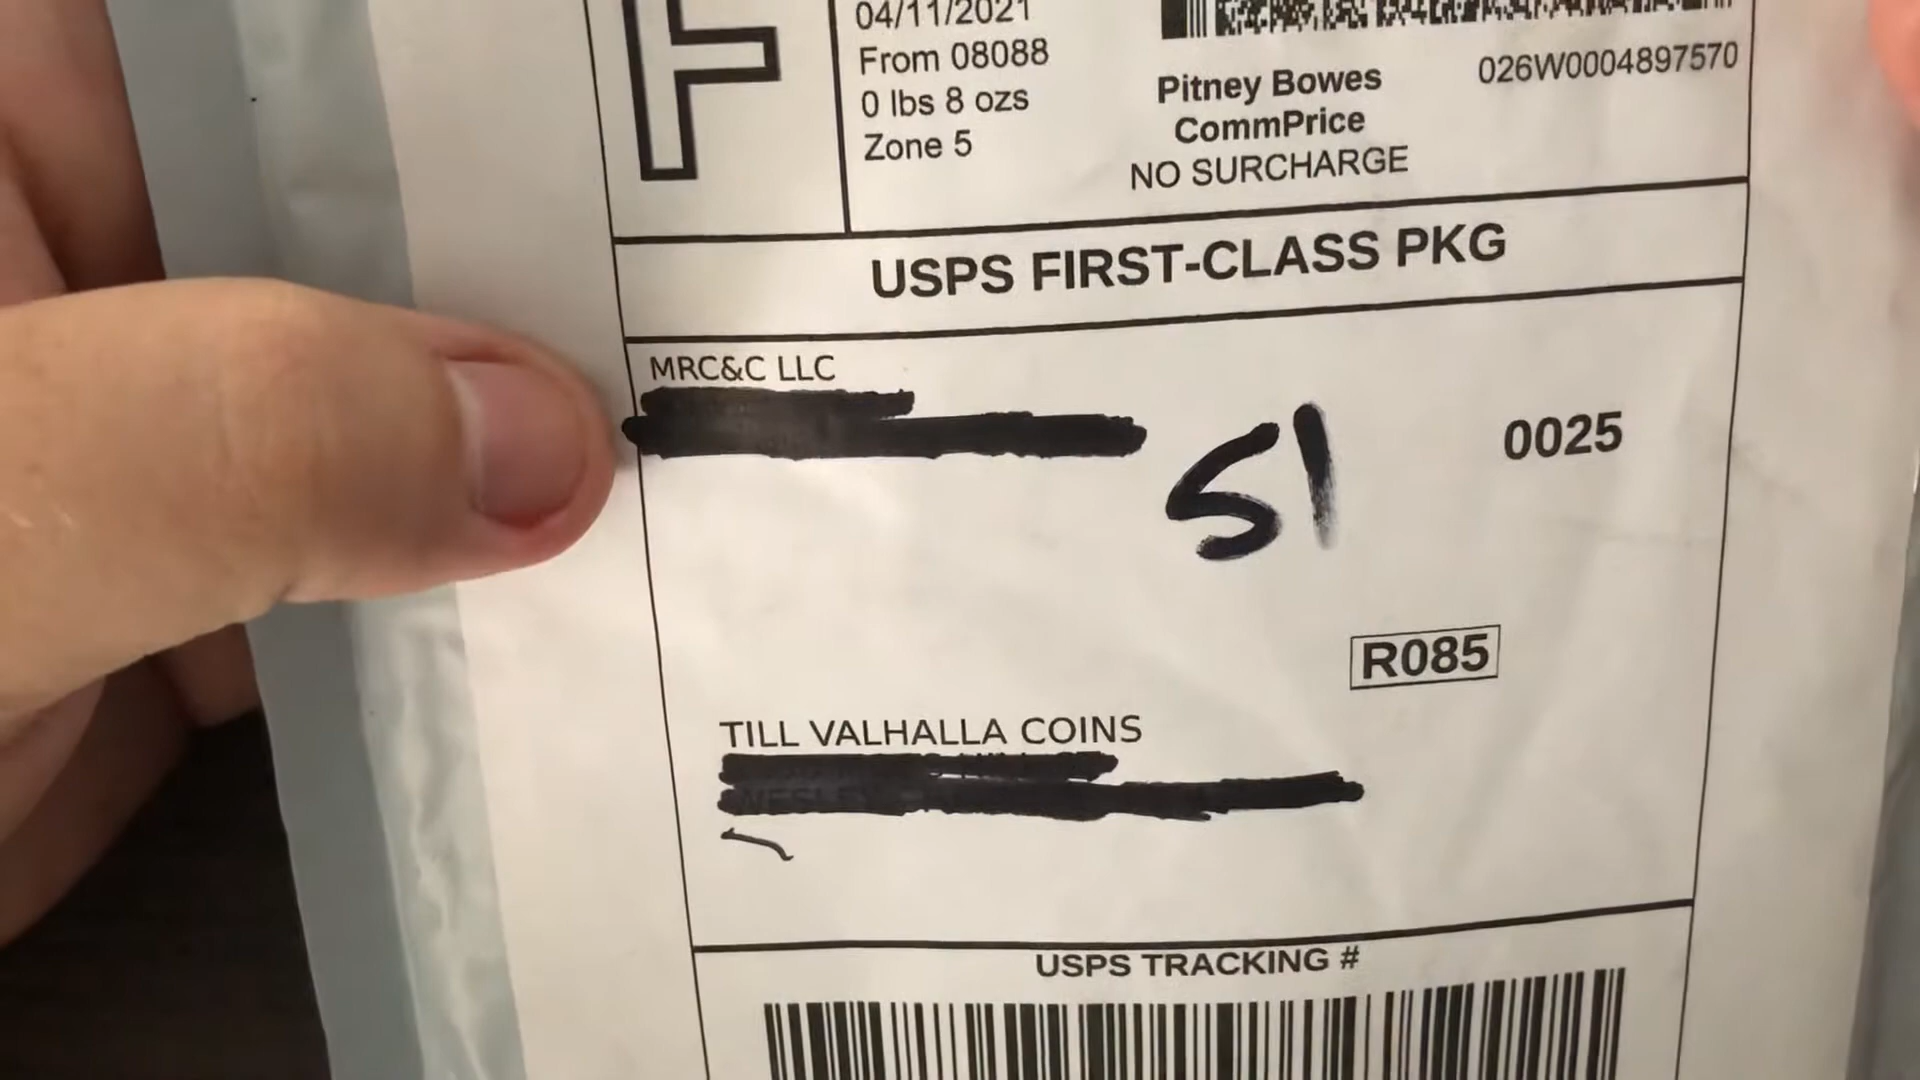 F
04/11/2021
From 08088
0 lbs 8 ozs
Zone 5
026W0004897570
Pitney Bowes
CommPrice
NO SURCHARGE
USPS FIRST-CLASS PKG
MRC&C LLC
51
0025
R085
TILL VALHALLA COINS
USPS TRACKING #